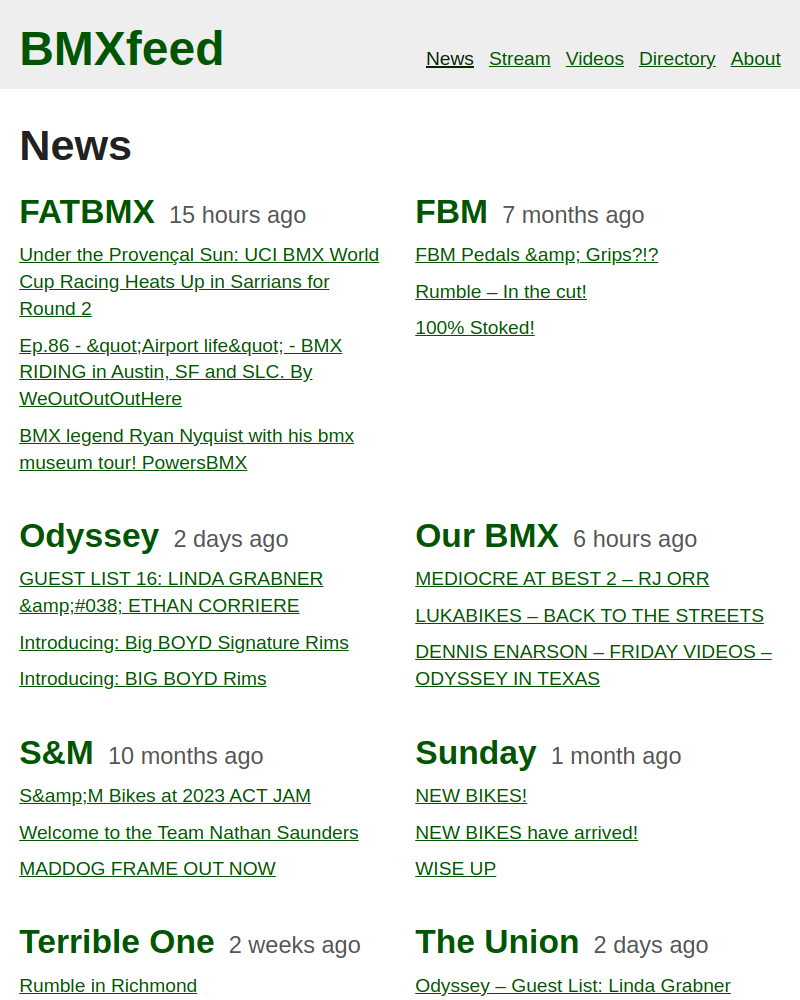 BMXfeed
News Stream Videos Directory About
News
FATBMX 15 hours ago
Under the Provençal Sun: UCI BMX World
Cup Racing Heats Up in Sarrians for
Round 2
Ep.86 - &quot;Airport life&quot; - BMX
RIDING in Austin, SF and SLC. By
WeOutOutOutHere
BMX legend Ryan Nyquist with his bmx
museum tour! PowersBMX
FBM 7 months ago
FBM Pedals &amp; Grips?!?
Rumble – In the cut!
100% Stoked!
Odyssey 2 days ago
GUEST LIST 16: LINDA GRABNER
&amp;#038; ETHAN CORRIERE
Introducing: Big BOYD Signature Rims
Introducing: BIG BOYD Rims
Our BMX 6 hours ago
MEDIOCRE AT BEST 2 – RJ ORR
LUKABIKES – BACK TO THE STREETS
DENNIS ENARSON – FRIDAY VIDEOS –
ODYSSEY IN TEXAS
S&M 10 months ago
S&amp;M Bikes at 2023 ACT JAM
Welcome to the Team Nathan Saunders
MADDOG FRAME OUT NOW
Sunday 1 month ago
NEW BIKES!
NEW BIKES have arrived!
WISE UP
Terrible One 2 weeks ago
Rumble in Richmond
The Union 2 days ago
Odyssey – Guest List: Linda Grabner